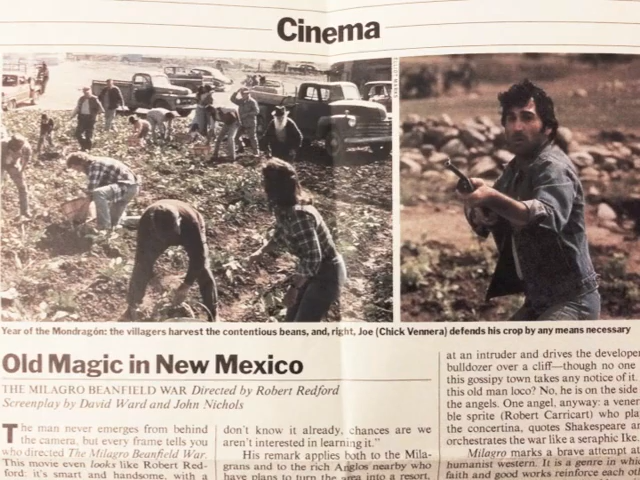 Cinema
Year of the Mondragón: the villagers harvest the contentious beans, and, right, Joe (Chick Vennera) defends his crop by any means necessary
Old Magic in New Mexico
THE MILAGRO BEANFIELD WAR Directed by Robert Redford
Screenplay by David Ward and John Nichols
The man never emerges from behind
the camera, but every frame tells you
who directed The Milagro Beanfield War.
This movie even looks like Robert Red-
ford: it's smart and handsome, with a
don't know it already, chances are we
aren't interested in learning it."
His remark applies both to the Mila-
grans and to the rich Anglos nearby who
have plans to turn the area into a resort,
at an intruder and drives the develope
bulldozer over a cliff—though no one
this gossipy town takes any notice of it.
this old man loco? No, he is on the side
the angels. One angel, anyway: a vener
ble sprite (Robert Carricart) who pla
the concertina, quotes Shakespeare an
orchestrates the war like a seraphic Ike.
Milagro marks a brave attempt at
humanist western. It is a genre in whic
faith and good works reinforce each oth